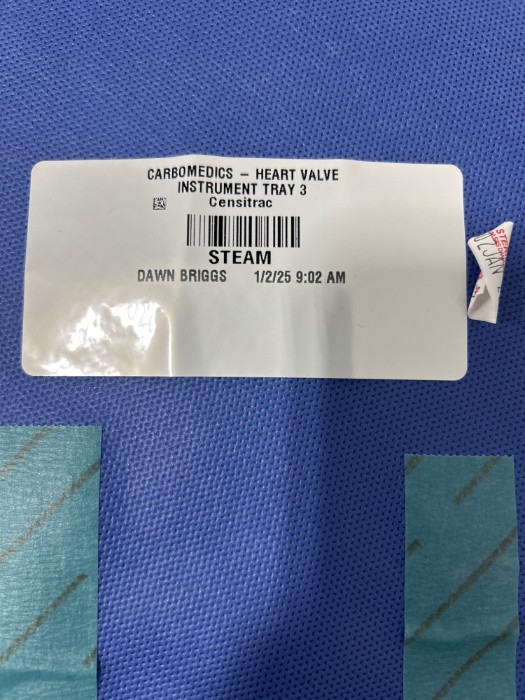 CARBOMEDICS – HEART VALVE
INSTRUMENT TRAY 3
Censitrac
STEAM
DAWN BRIGGS 1/2/25 9:02 AM